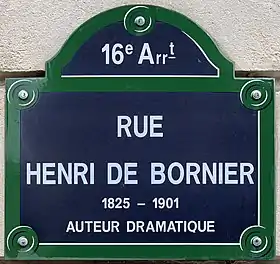 16e Arrt
RUE
HENRI DE BORNIER
1825 – 1901
AUTEUR DRAMATIQUE